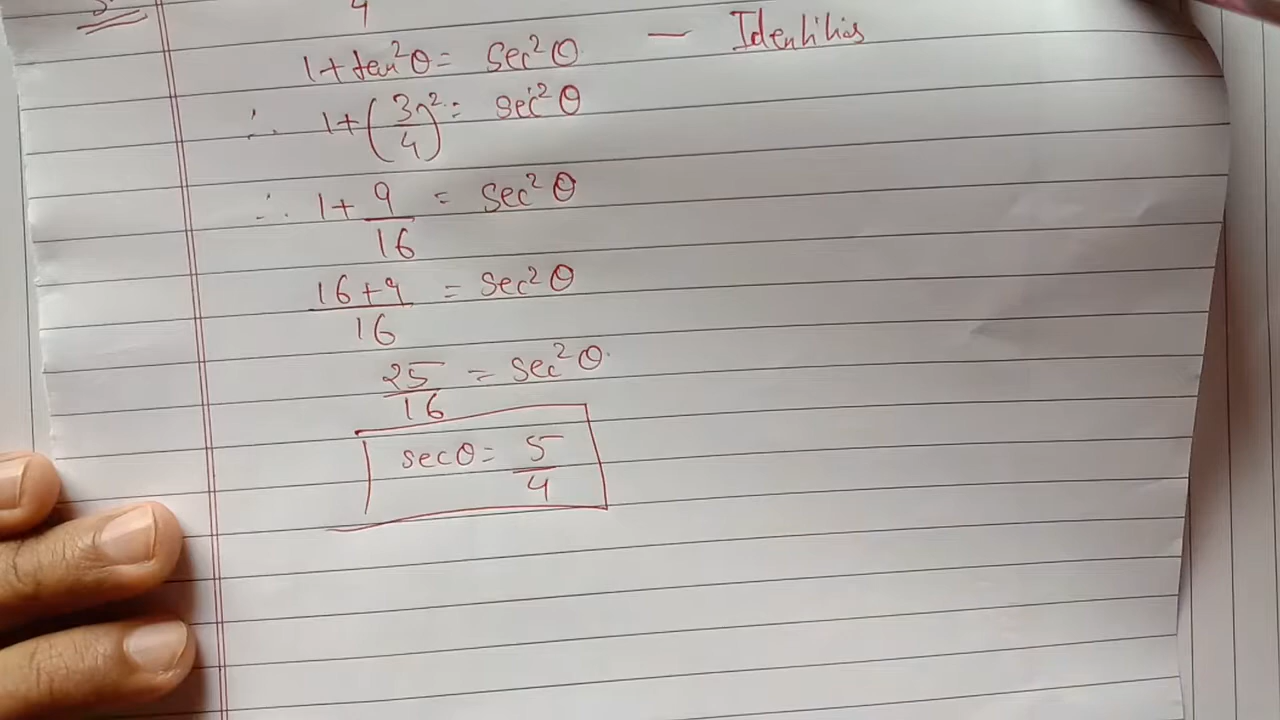 4
1+tan²θ= sec²θ — Identities
∴ 1+(3/4)²= sec²θ
∴ 1+ 9/16 = sec²θ
16+9/16 = sec²θ
25/16 = sec²θ
secθ= 5/4